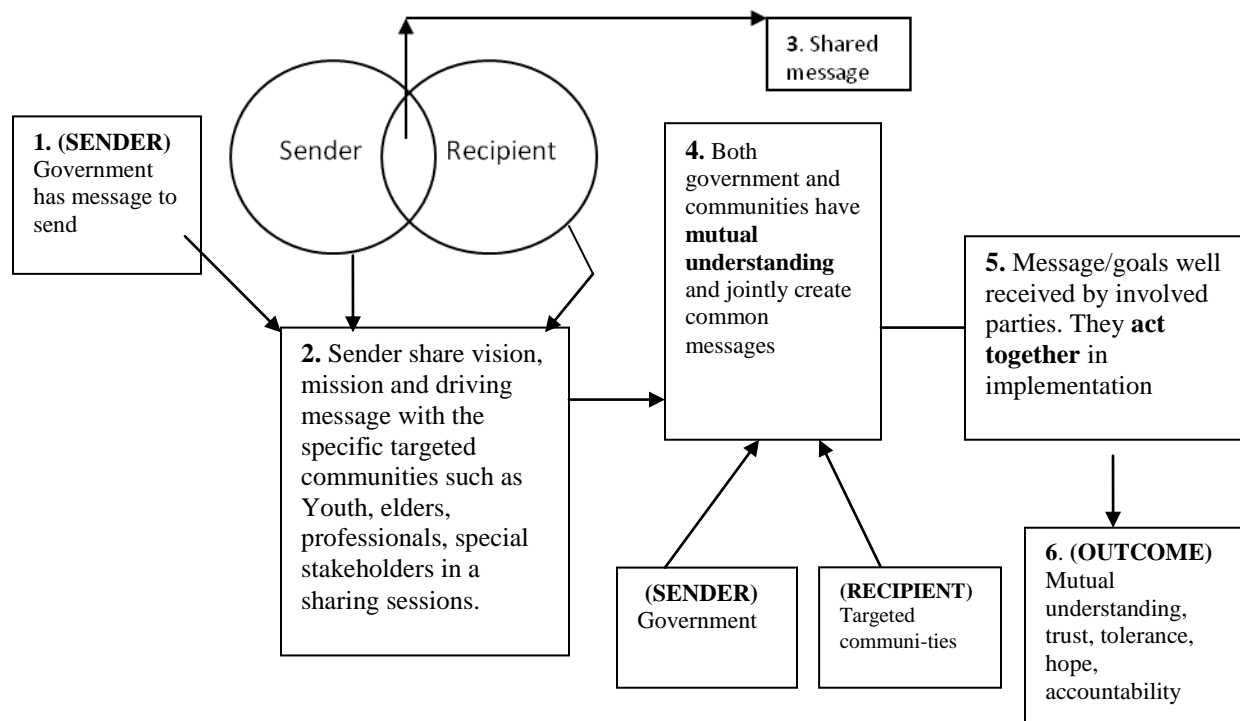 3. Shared
message
Sender
Recipient
1. (SENDER)
Government
has message to
send
2. Sender share vision,
mission and driving
message with the
specific targeted
communities such as
Youth, elders,
professionals, special
stakeholders in a
sharing sessions.
4. Both
government and
communities have
mutual
understanding
and jointly create
common
messages
(SENDER)
Government
(RECIPIENT)
Targeted
communi-ties
5. Message/goals well
received by involved
parties. They act
together in
implementation
6. (OUTCOME)
Mutual
understanding,
trust, tolerance,
hope,
accountability